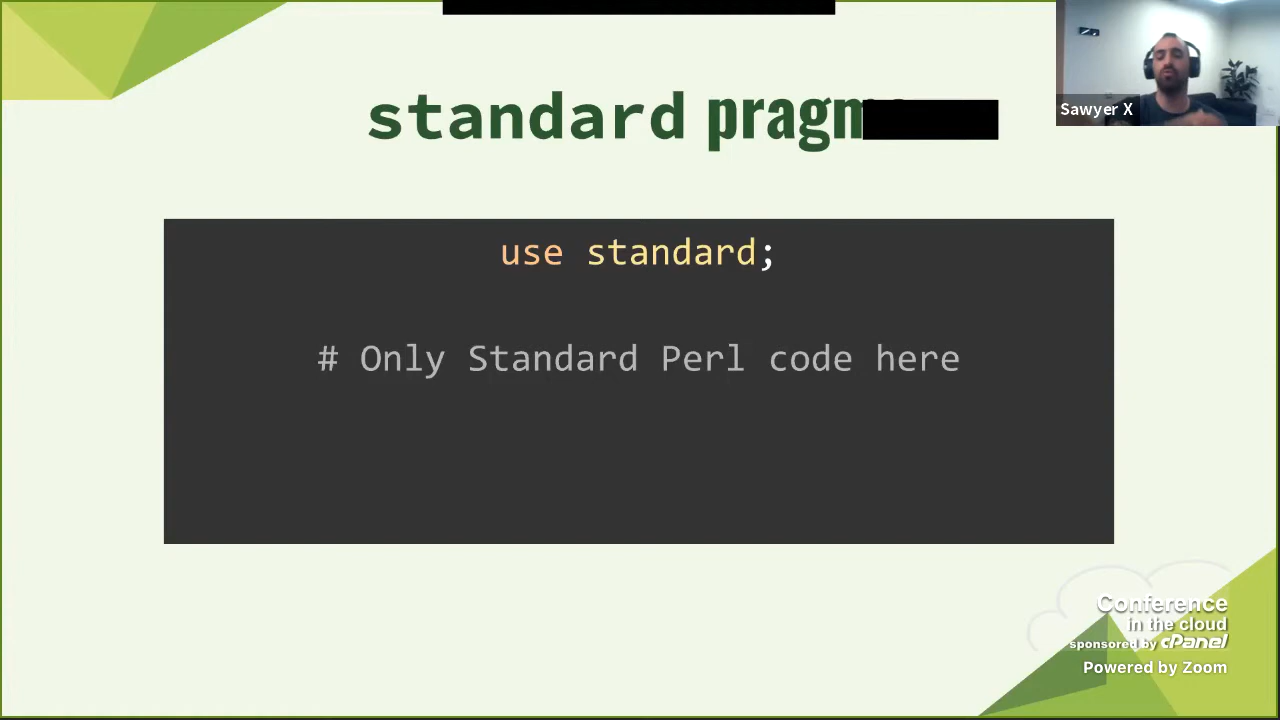 standard
Sawyer X
use standard;
# Only Standard Perl code here
Conference
in the cloud
sponsored by cPanel
Powered by Zoom